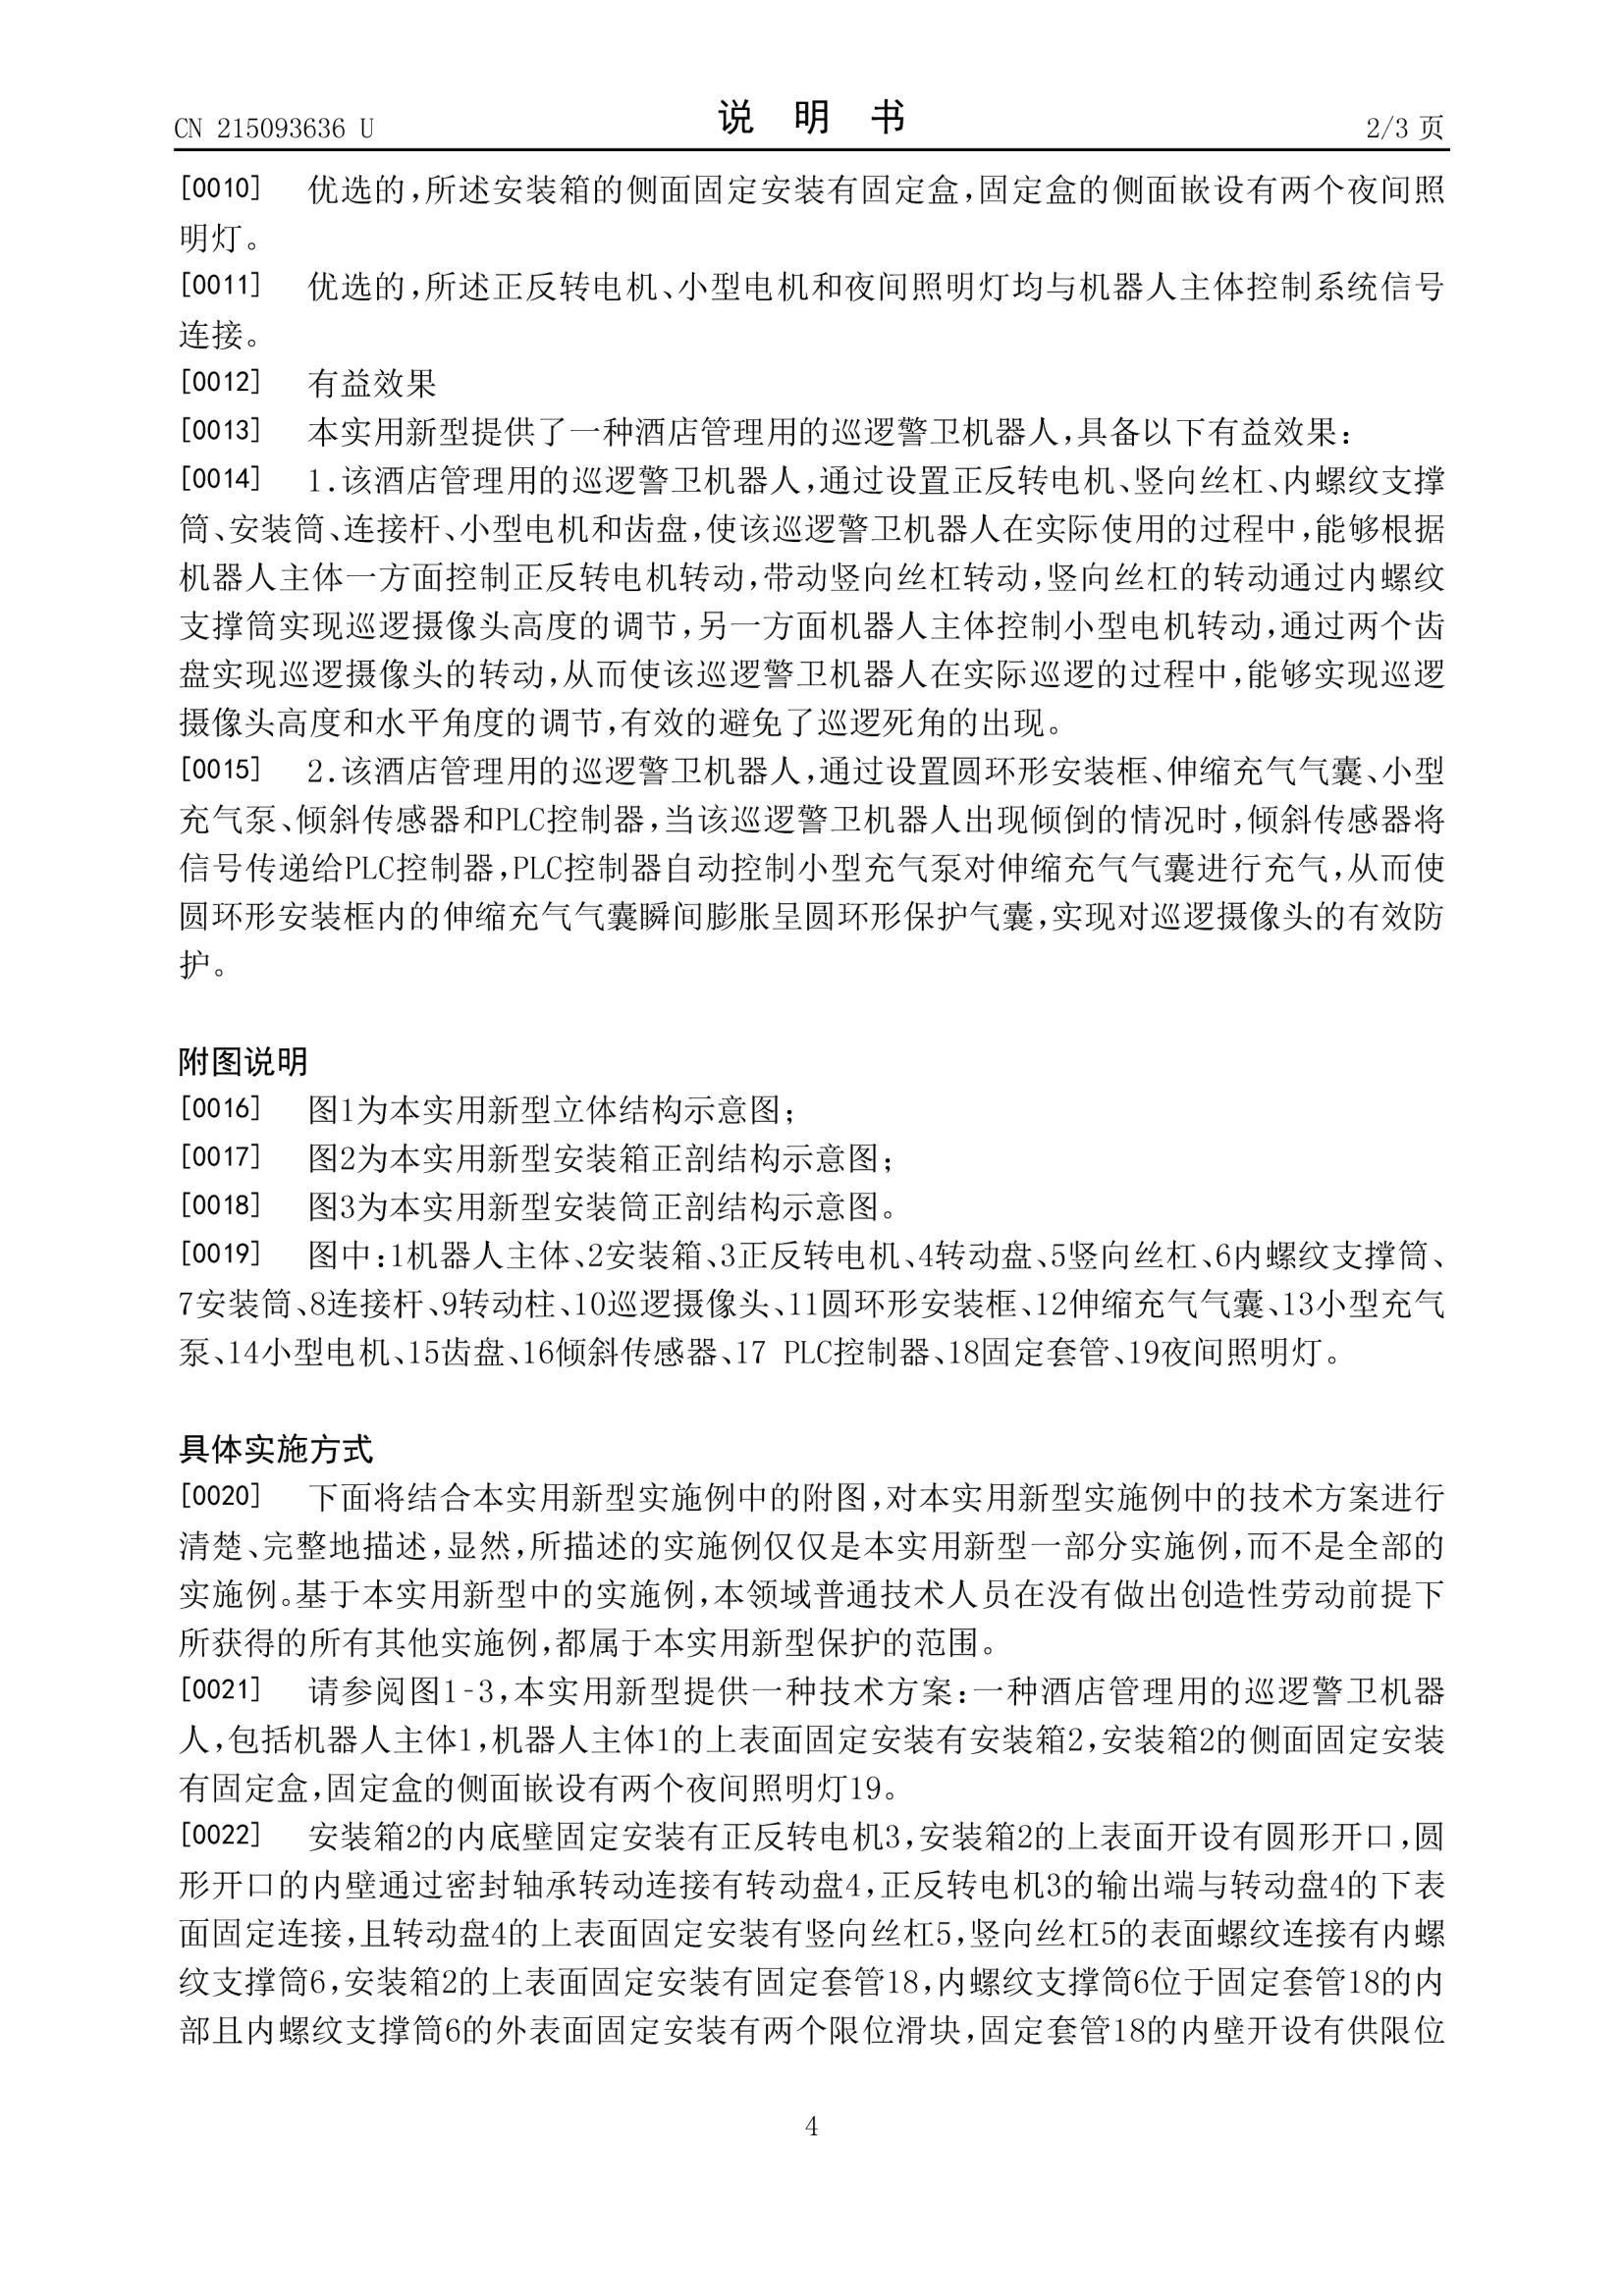 CN 215093636 U
说 明 书
2/3 页
[0010] 优选的,所述安装箱的侧面固定安装有固定盒,固定盒的侧面嵌设有两个夜间照
明灯。
[0011] 优选的,所述正反转电机、小型电机和夜间照明灯均与机器人主体控制系统信号
连接。
[0012] 有益效果
[0013] 本实用新型提供了一种酒店管理用的巡逻警卫机器人,具备以下有益效果:
[0014] 1.该酒店管理用的巡逻警卫机器人,通过设置正反转电机、竖向丝杠、内螺纹支撑
筒、安装筒、连接杆、小型电机和齿盘,使该巡逻警卫机器人在实际使用的过程中,能够根据
机器人主体一方面控制正反转电机转动,带动竖向丝杠转动,竖向丝杠的转动通过内螺纹
支撑筒实现巡逻摄像头高度的调节,另一方面机器人主体控制小型电机转动,通过两个齿
盘实现巡逻摄像头的转动,从而使该巡逻警卫机器人在实际巡逻的过程中,能够实现巡逻
摄像头高度和水平角度的调节,有效的避免了巡逻死角的出现。
[0015] 2.该酒店管理用的巡逻警卫机器人,通过设置圆环形安装框、伸缩充气气囊、小型
充气泵、倾斜传感器和PLC控制器,当该巡逻警卫机器人出现倾倒的情况时,倾斜传感器将
信号传递给PLC控制器,PLC控制器自动控制小型充气泵对伸缩充气气囊进行充气,从而使
圆环形安装框内的伸缩充气气囊瞬间膨胀呈圆环形保护气囊,实现对巡逻摄像头的有效防
护。
附图说明
[0016] 图1为本实用新型立体结构示意图;
[0017] 图2为本实用新型安装箱正剖结构示意图;
[0018] 图3为本实用新型安装筒正剖结构示意图。
[0019] 图中:1机器人主体、2安装箱、3正反转电机、4转动盘、5竖向丝杠、6内螺纹支撑筒、
7安装筒、8连接杆、9转动柱、10巡逻摄像头、11圆环形安装框、12伸缩充气气囊、13小型充气
泵、14小型电机、15齿盘、16倾斜传感器、17 PLC控制器、18固定套管、19夜间照明灯。
具体实施方式
[0020] 下面将结合本实用新型实施例中的附图,对本实用新型实施例中的技术方案进行
清楚、完整地描述,显然,所描述的实施例仅仅是本实用新型一部分实施例,而不是全部的
实施例。基于本实用新型中的实施例,本领域普通技术人员在没有做出创造性劳动前提下
所获得的所有其他实施例,都属于本实用新型保护的范围。
[0021] 请参阅图1-3,本实用新型提供一种技术方案:一种酒店管理用的巡逻警卫机器
人,包括机器人主体1,机器人主体1的上表面固定安装有安装箱2,安装箱2的侧面固定安装
有固定盒,固定盒的侧面嵌设有两个夜间照明灯19。
[0022] 安装箱2的内底壁固定安装有正反转电机3,安装箱2的上表面开设有圆形开口,圆
形开口的内壁通过密封轴承转动连接有转动盘4,正反转电机3的输出端与转动盘4的下表
面固定连接,且转动盘4的上表面固定安装有竖向丝杠5,竖向丝杠5的表面螺纹连接有内螺
纹支撑筒6,安装箱2的上表面固定安装有固定套管18,内螺纹支撑筒6位于固定套管18的内
部且内螺纹支撑筒6的外表面固定安装有两个限位滑块,固定套管18的内壁开设有供限位
4